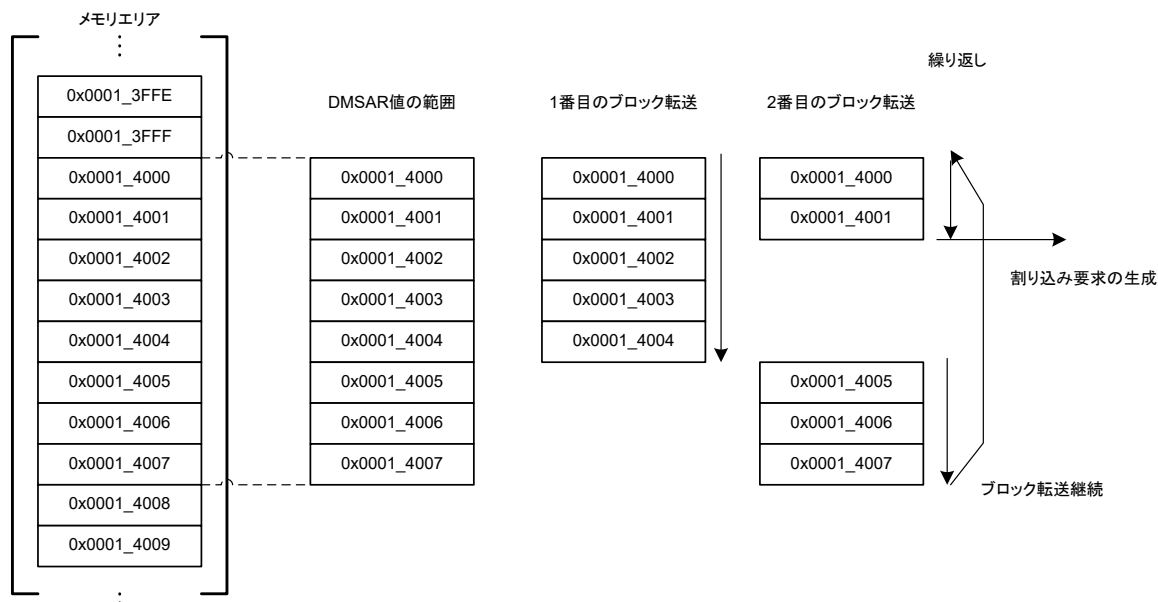 メモリエリア
0x0001_3FFE
0x0001_3FFF
0x0001_4000
0x0001_4001
0x0001_4002
0x0001_4003
0x0001_4004
0x0001_4005
0x0001_4006
0x0001_4007
0x0001_4008
0x0001_4009
DMSAR値の範囲
0x0001_4000
0x0001_4001
0x0001_4002
0x0001_4003
0x0001_4004
0x0001_4005
0x0001_4006
0x0001_4007
1番目のブロック転送
0x0001_4000
0x0001_4001
0x0001_4002
0x0001_4003
0x0001_4004
2番目のブロック転送
0x0001_4000
0x0001_4001
0x0001_4005
0x0001_4006
0x0001_4007
繰り返し
割り込み要求の生成
ブロック転送継続